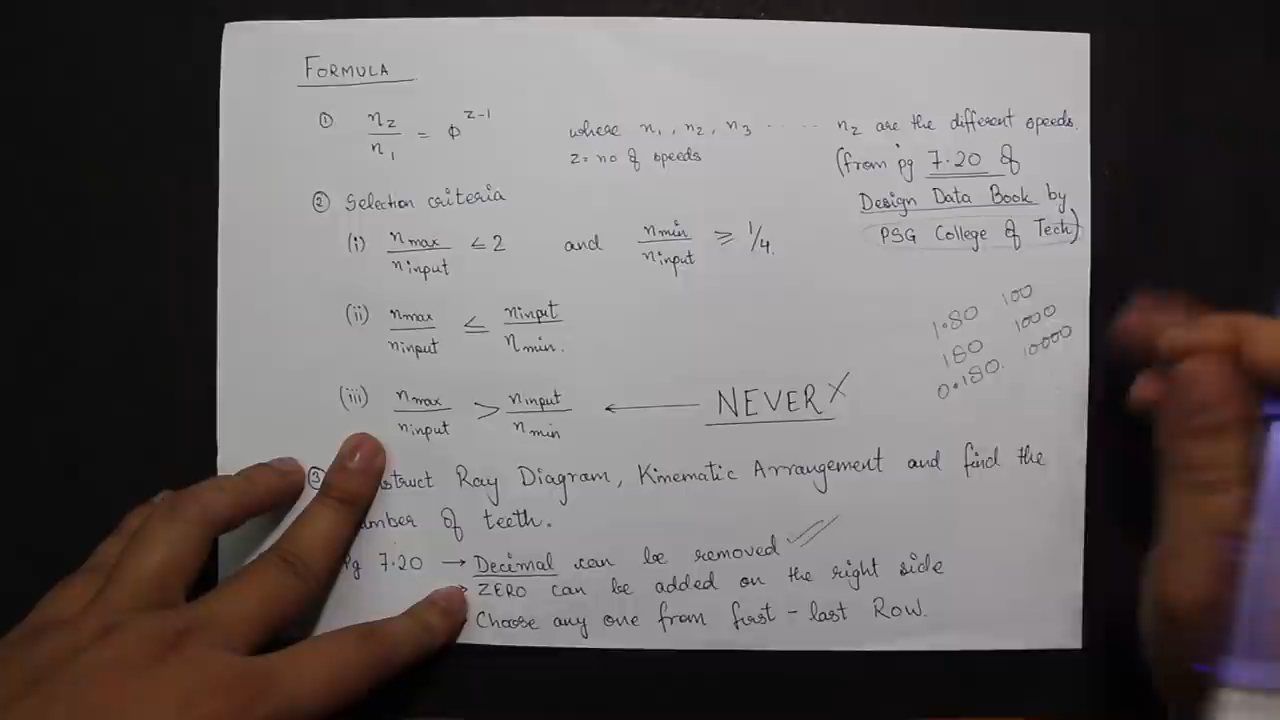 FORMULA
① nz/n1 = φ^z-1 where n1, n2, n3 ...... nz are the different speeds.
z = no of speeds
(from pg 7.20 of
Design Data Book by
PSG College of Tech)
② Selection criteria
(i) nmax/ninput ≤ 2 and nmin/ninput ≥ 1/4.
(ii) nmax/ninput ≤ ninput/nmin.
(iii) nmax/ninput > ninput/nmin ← NEVER X
1.80 100
180 1000
0.180. 10000
③ Ray Diagram, Kinematic Arrangement and find the
of teeth.
7.20 → Decimal can be removed ✓
ZERO can be added on the right side
Choose any one from first - last Row.